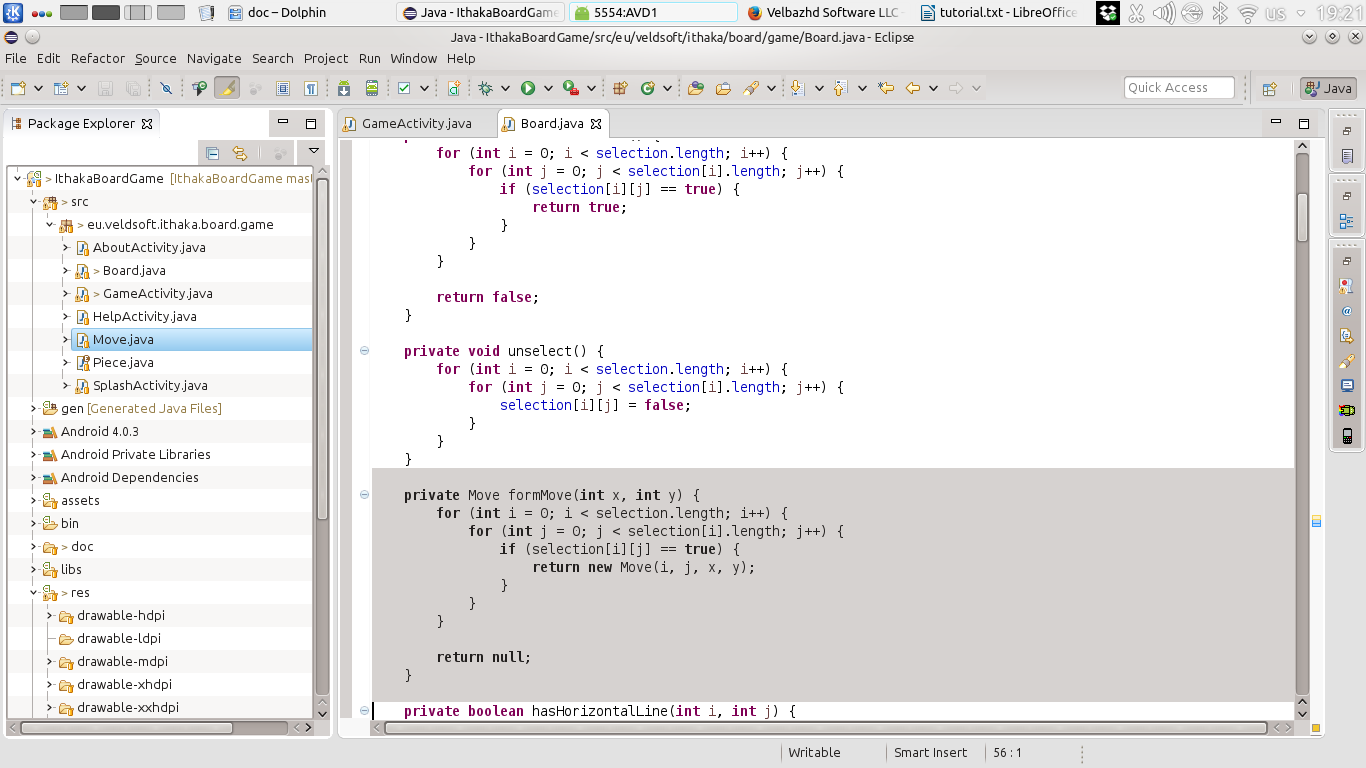 doc – Dolphin
Java - IthakaBoardGame
5554:AVD1
Velbazhd Software LLC -
tutorial.txt - LibreOffice
us
19:21
Java - IthakaBoardGame/src/eu/veldsoft/ithaka/board/game/Board.java - Eclipse
File Edit Refactor Source Navigate Search Project Run Window Help
Quick Access
Java
Package Explorer
GameActivity.java
Board.java
> IthakaBoardGame [IthakaBoardGame mast
> src
> eu.veldsoft.ithaka.board.game
AboutActivity.java
> Board.java
> GameActivity.java
HelpActivity.java
Move.java
Piece.java
SplashActivity.java
gen [Generated Java Files]
Android 4.0.3
Android Private Libraries
Android Dependencies
assets
bin
> doc
libs
> res
drawable-hdpi
drawable-ldpi
drawable-mdpi
drawable-xhdpi
drawable-xxhdpi
for (int i = 0; i < selection.length; i++) {
for (int j = 0; j < selection[i].length; j++) {
if (selection[i][j] == true) {
return true;
}
}
}
return false;
}
private void unselect() {
for (int i = 0; i < selection.length; i++) {
for (int j = 0; j < selection[i].length; j++) {
selection[i][j] = false;
}
}
}
private Move formMove(int x, int y) {
for (int i = 0; i < selection.length; i++) {
for (int j = 0; j < selection[i].length; j++) {
if (selection[i][j] == true) {
return new Move(i, j, x, y);
}
}
}
return null;
}
private boolean hasHorizontalLine(int i, int j) {
Writable
Smart Insert
56 : 1